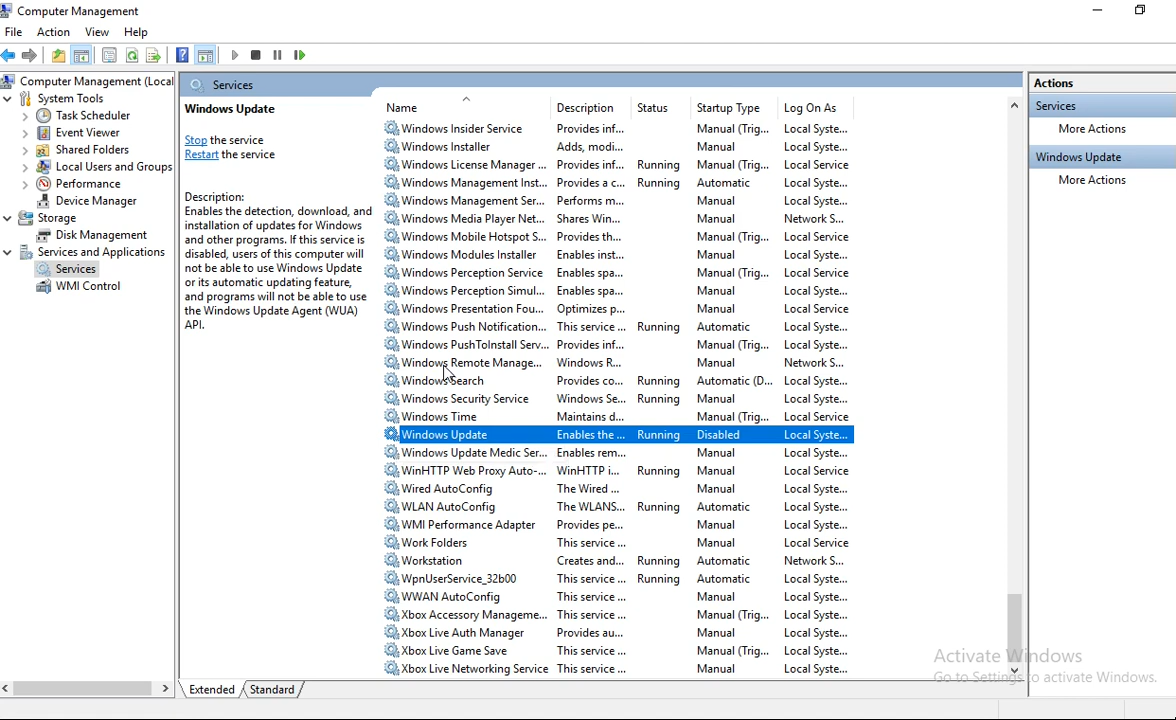 Computer Management
File Action View Help
Computer Management (Local
System Tools
Task Scheduler
Event Viewer
Shared Folders
Local Users and Groups
Performance
Device Manager
Storage
Disk Management
Services and Applications
Services
WMI Control
Services
Windows Update
Stop the service
Restart the service
Description:
Enables the detection, download, and
installation of updates for Windows
and other programs. If this service is
disabled, users of this computer will
not be able to use Windows Update
or its automatic updating feature,
and programs will not be able to use
the Windows Update Agent (WUA)
API.
Name Description Status Startup Type Log On As
Windows Insider Service Provides inf... Manual (Trig... Local Syste...
Windows Installer Adds, modi... Manual Local Syste...
Windows License Manager ... Provides inf... Running Manual (Trig... Local Service
Windows Management Inst... Provides a c... Running Automatic Local Syste...
Windows Management Ser... Performs m... Manual Local Syste...
Windows Media Player Net... Shares Win... Manual Network S...
Windows Mobile Hotspot S... Provides th... Manual (Trig... Local Service
Windows Modules Installer Enables inst... Manual Local Syste...
Windows Perception Service Enables spa... Manual (Trig... Local Service
Windows Perception Simul... Enables spa... Manual Local Syste...
Windows Presentation Fou... Optimizes p... Manual Local Service
Windows Push Notification... This service ... Running Automatic Local Syste...
Windows PushToInstall Serv... Provides inf... Manual (Trig... Local Syste...
Windows Remote Manage... Windows R... Manual Network S...
Windows Search Provides co... Running Automatic (D... Local Syste...
Windows Security Service Windows Se... Running Manual Local Syste...
Windows Time Maintains d... Manual (Trig... Local Service
Windows Update Enables the ... Running Disabled Local Syste...
Windows Update Medic Ser... Enables rem... Manual Local Syste...
WinHTTP Web Proxy Auto-... WinHTTP i... Running Manual Local Service
Wired AutoConfig The Wired ... Manual Local Syste...
WLAN AutoConfig The WLANS... Running Automatic Local Syste...
WMI Performance Adapter Provides pe... Manual Local Syste...
Work Folders This service ... Manual Local Service
Workstation Creates and... Running Automatic Network S...
WpnUserService_32b00 This service ... Running Automatic Local Syste...
WWAN AutoConfig This service ... Manual Local Syste...
Xbox Accessory Manageme... This service ... Manual (Trig... Local Syste...
Xbox Live Auth Manager Provides au... Manual Local Syste...
Xbox Live Game Save This service ... Manual (Trig... Local Syste...
Xbox Live Networking Service This service ... Manual Local Syste...
Extended Standard
Actions
Services
More Actions
Windows Update
More Actions
Activate Windows
Go to Settings to activate Windows.